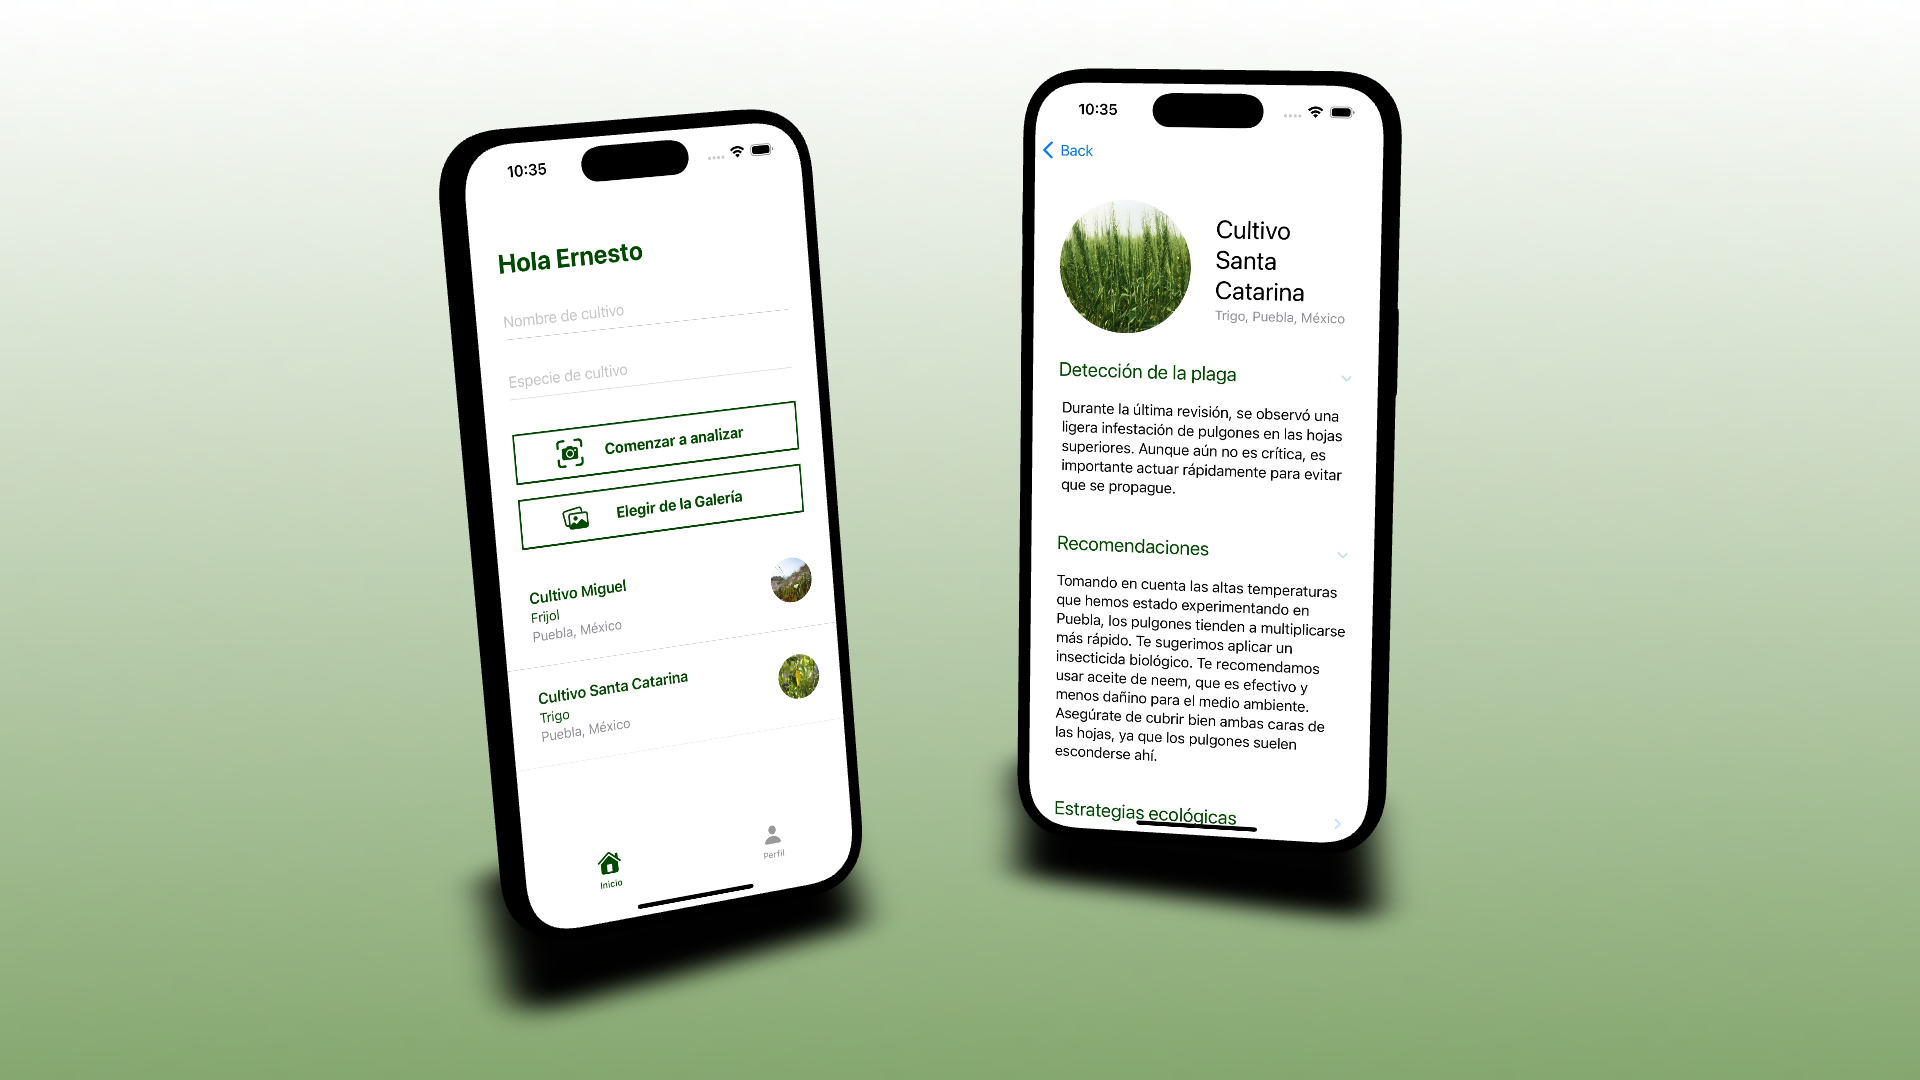 10:35
Hola Ernesto
Nombre de cultivo
Especie de cultivo
Comenzar a analizar
Elegir de la Galería
Cultivo Miguel
Frijol
Puebla, México
Cultivo Santa Catarina
Trigo
Puebla, México
Inicio
Perfil
10:35
Back
Cultivo
Santa
Catarina
Trigo, Puebla, México
Detección de la plaga
Durante la última revisión, se observó una
ligera infestación de pulgones en las hojas
superiores. Aunque aún no es crítica, es
importante actuar rápidamente para evitar
que se propague.
Recomendaciones
Tomando en cuenta las altas temperaturas
que hemos estado experimentando en
Puebla, los pulgones tienden a multiplicarse
más rápido. Te sugerimos aplicar un
insecticida biológico. Te recomendamos
usar aceite de neem, que es efectivo y
menos dañino para el medio ambiente.
Asegúrate de cubrir bien ambas caras de
las hojas, ya que los pulgones suelen
esconderse ahí.
Estrategias ecológicas